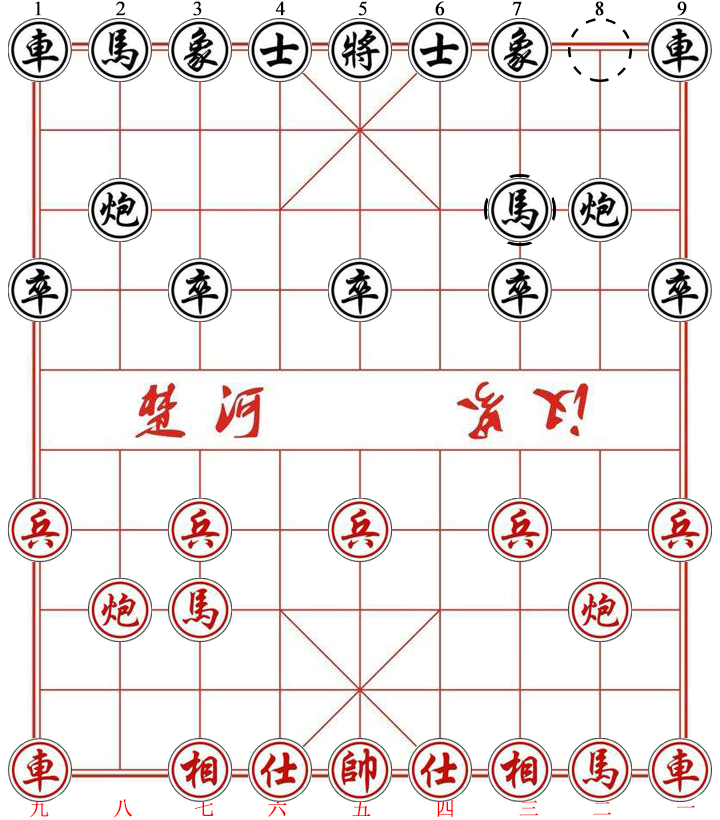 1 2 3 4 5 6 7 8 9
車 馬 象 士 將 士 象 車
炮 馬 炮
卒 卒 卒 卒 卒
楚 河 汉 界
兵 兵 兵 兵 兵
炮 馬 炮
車 相 仕 帥 仕 相 馬 車
九 八 七 六 五 四 三 二 一